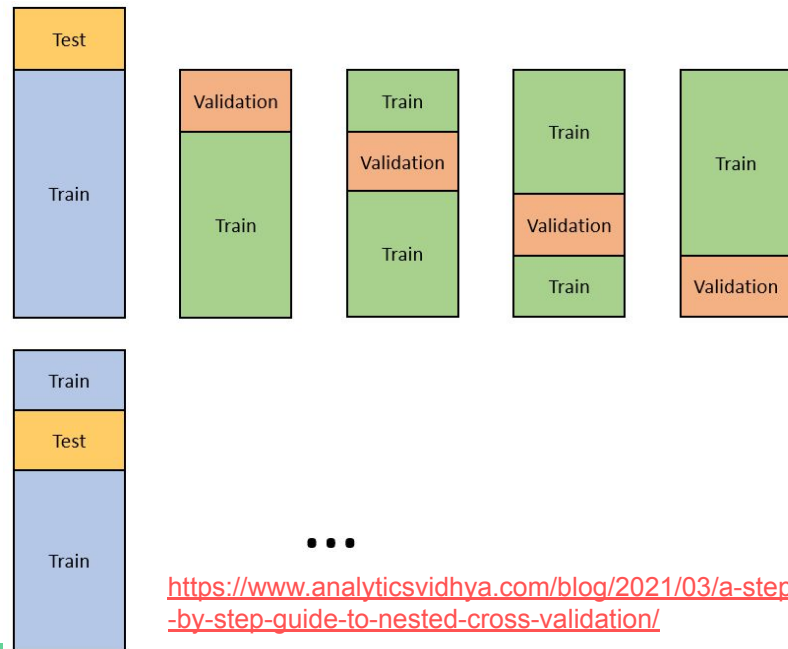 Test
Train
Validation
Train
Train
Validation
Train
Train
Validation
Train
Train
Validation
Train
Test
Train
...
https://www.analyticsvidhya.com/blog/2021/03/a-step
-by-step-guide-to-nested-cross-validation/